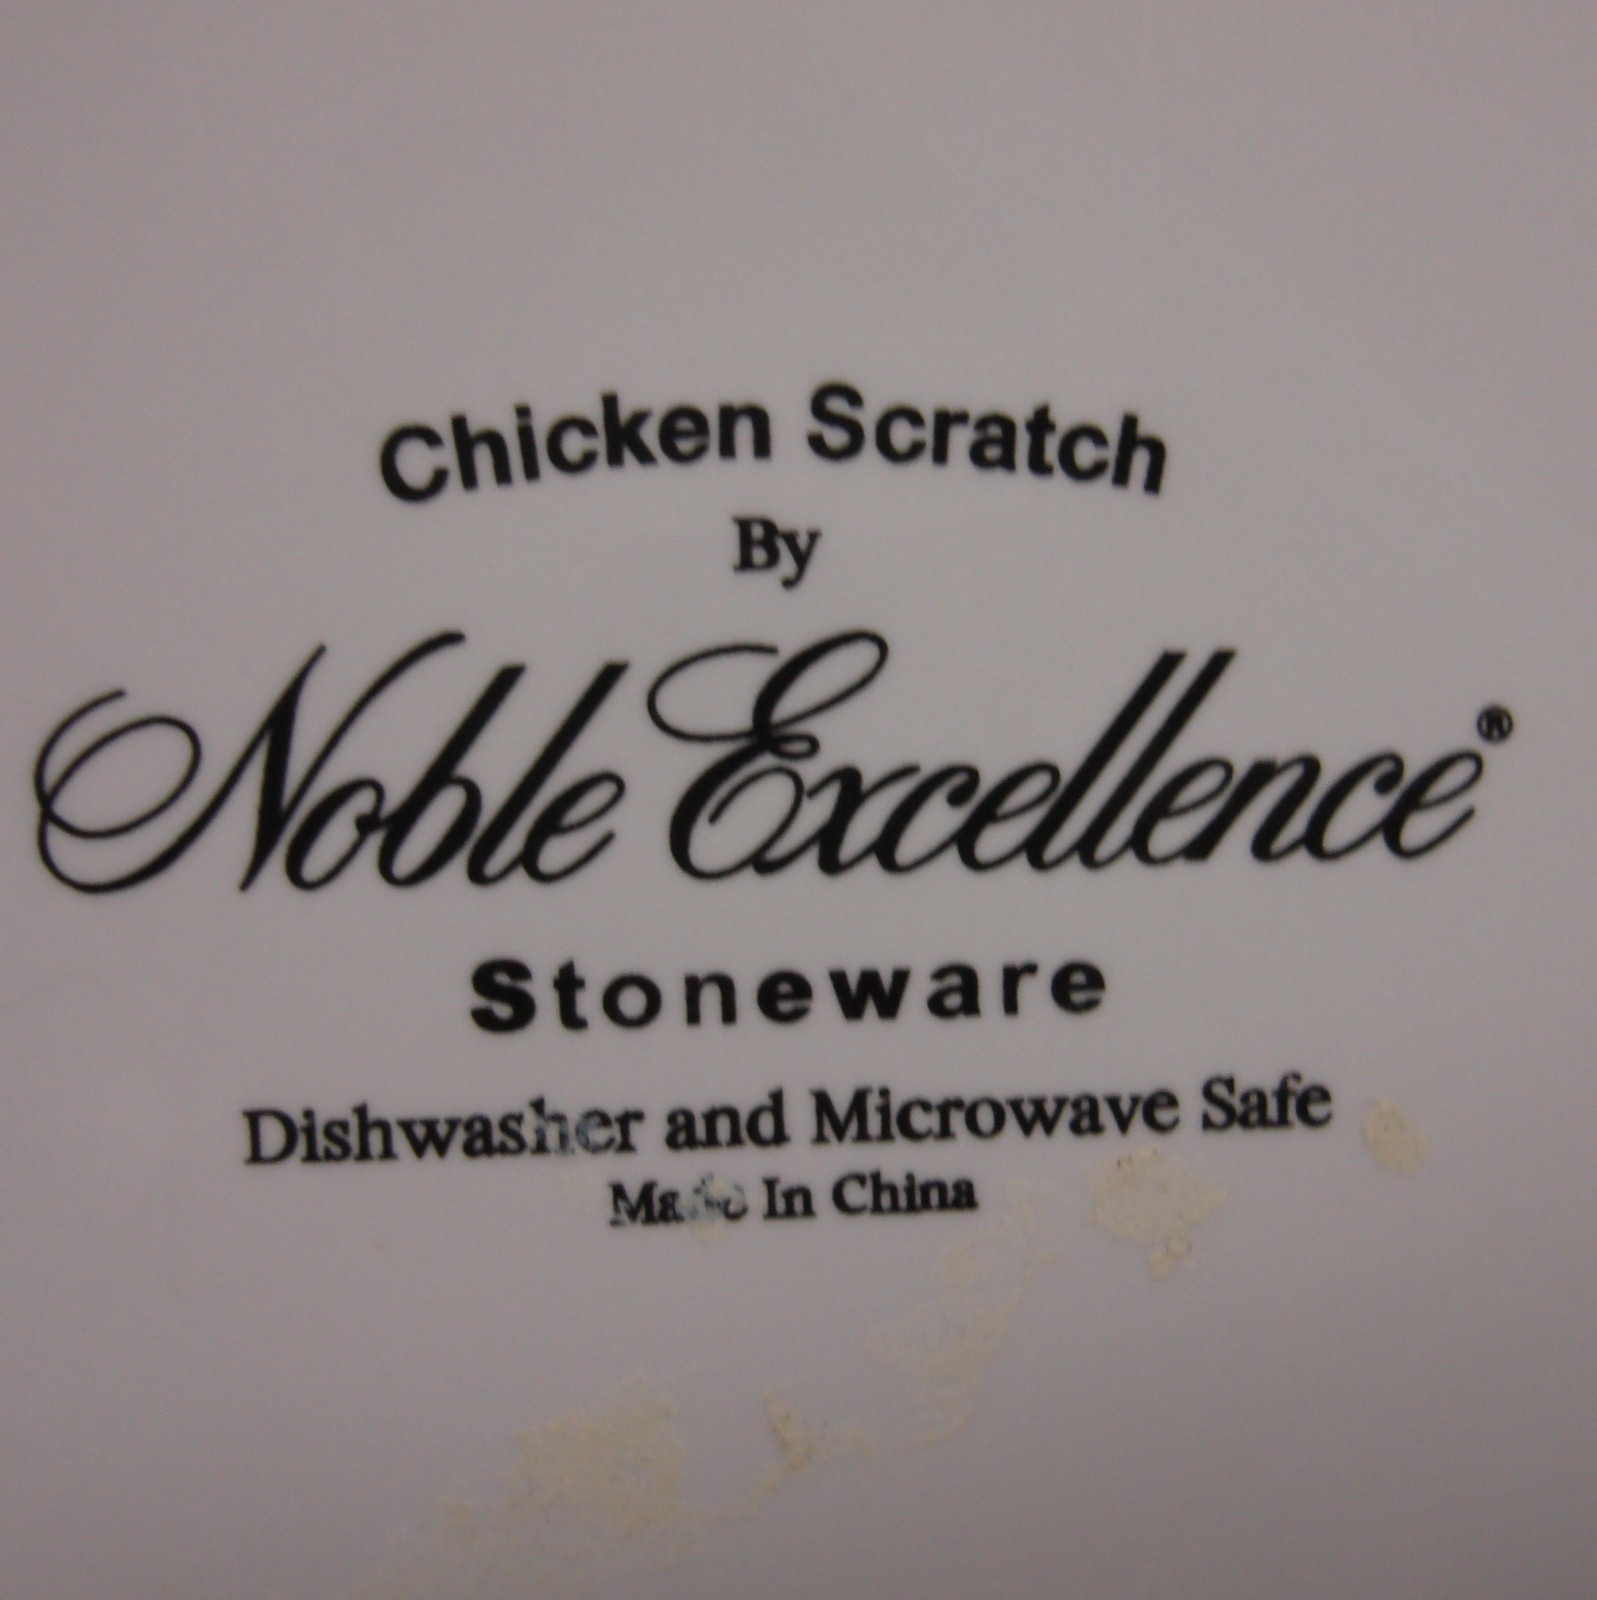 Chicken Scratch
By
Noble Excellence®
Stoneware
Dishwasher and Microwave Safe
Made In China